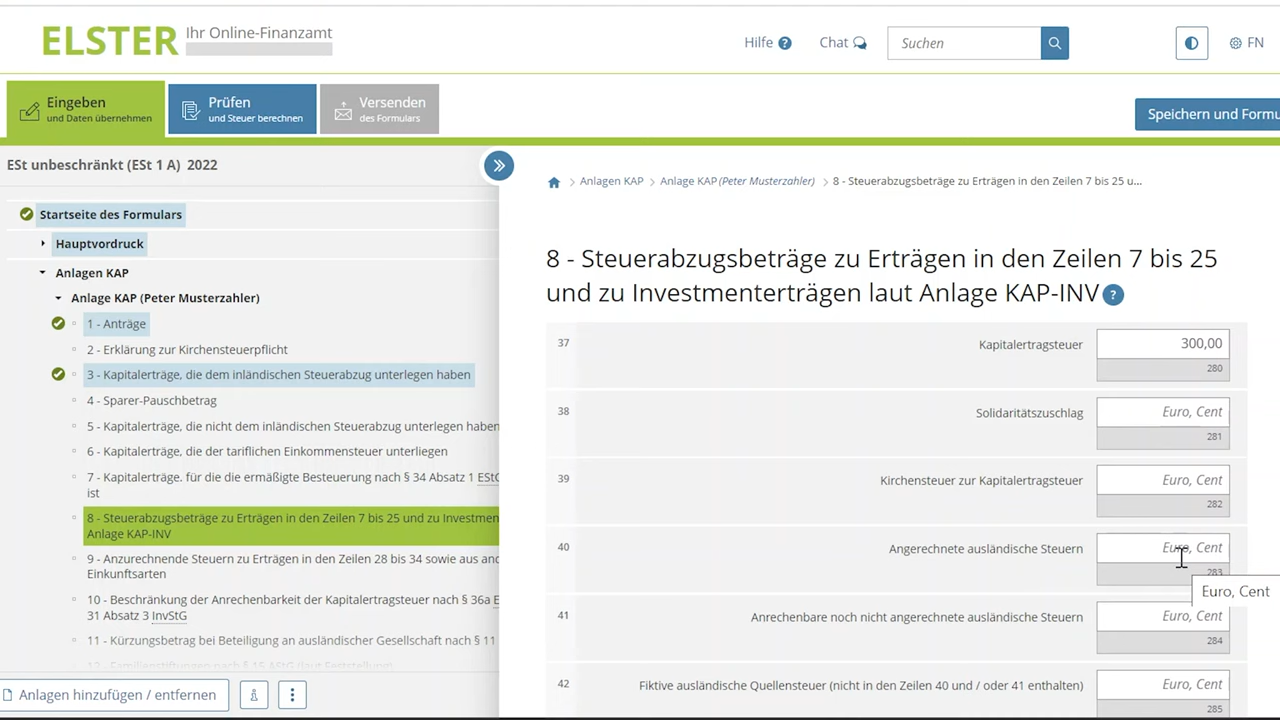 ELSTER
Ihr Online-Finanzamt
Hilfe ?
Chat
Suchen
FN
Eingeben
und Daten übernehmen
Prüfen
und Steuer berechnen
Versenden
des Formulars
Speichern und Formu
ESt unbeschränkt (ESt 1 A) 2022
Startseite des Formulars
Hauptvordruck
Anlagen KAP
Anlage KAP (Peter Musterzahler)
1 - Anträge
2 - Erklärung zur Kirchensteuerpflicht
3 - Kapitalerträge, die dem inländischen Steuerabzug unterlegen haben
4 - Sparer-Pauschbetrag
5 - Kapitalerträge, die nicht dem inländischen Steuerabzug unterlegen haben
6 - Kapitalerträge, die der tariflichen Einkommensteuer unterliegen
7 - Kapitalerträge, für die die ermäßigte Besteuerung nach § 34 Absatz 1 EStG
ist
8 - Steuerabzugsbeträge zu Erträgen in den Zeilen 7 bis 25 und zu Investmen
Anlage KAP-INV
9 - Anzurechnende Steuern zu Erträgen in den Zeilen 28 bis 34 sowie aus and
Einkunftsarten
10 - Beschränkung der Anrechenbarkeit der Kapitalertragsteuer nach § 36a E
31 Absatz 3 InvStG
11 - Kürzungsbetrag bei Beteiligung an ausländischer Gesellschaft nach § 11
12 - Familienstiftungen nach § 15 AStG (laut Feststellung)
Anlagen hinzufügen / entfernen
Anlagen KAP
Anlage KAP (Peter Musterzahler)
8 - Steuerabzugsbeträge zu Erträgen in den Zeilen 7 bis 25 und zu u...
8 - Steuerabzugsbeträge zu Erträgen in den Zeilen 7 bis 25
und zu Investmenterträgen laut Anlage KAP-INV ?
37 Kapitalertragsteuer 300,00
280
38 Solidaritätszuschlag Euro, Cent
281
39 Kirchensteuer zur Kapitalertragsteuer Euro, Cent
282
40 Angerechnete ausländische Steuern Euro, Cent
283
Euro, Cent
41 Anrechenbare noch nicht angerechnete ausländische Steuern Euro, Cent
284
42 Fiktive ausländische Quellensteuer (nicht in den Zeilen 40 und / oder 41 enthalten) Euro, Cent
285